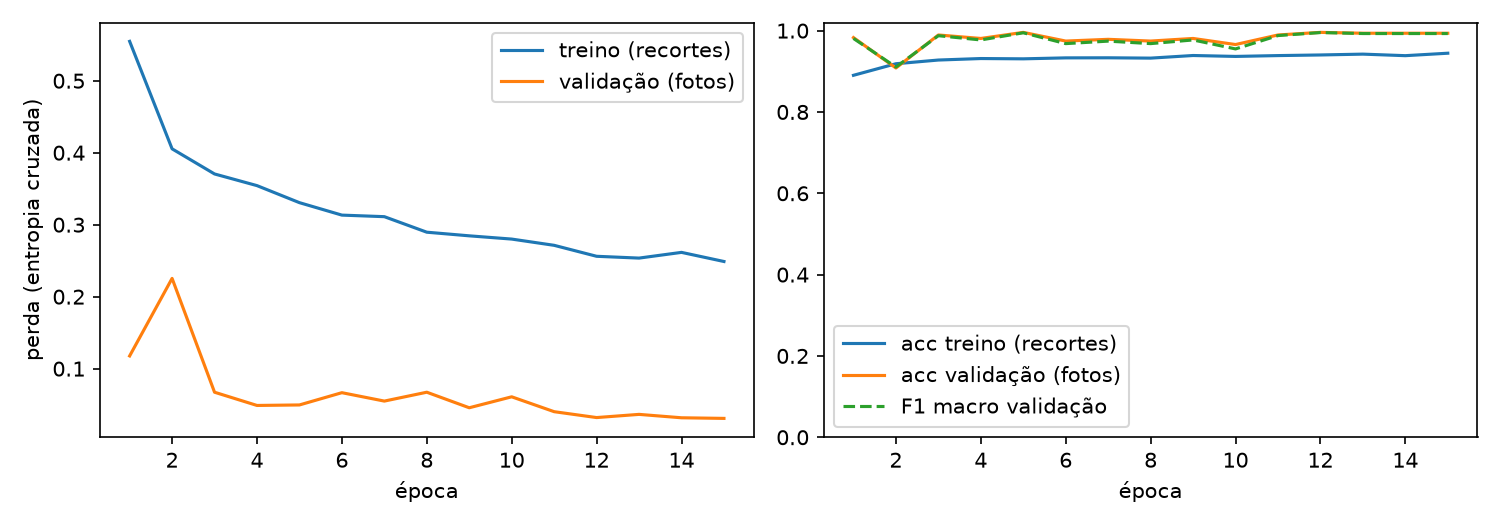 perda (entropia cruzada)
0.5
0.4
0.3
0.2
0.1
treino (recortes)
validação (fotos)
2 4 6 8 10 12 14
época
1.0
0.8
0.6
0.4
0.2
0.0
acc treino (recortes)
acc validação (fotos)
F1 macro validação
2 4 6 8 10 12 14
época